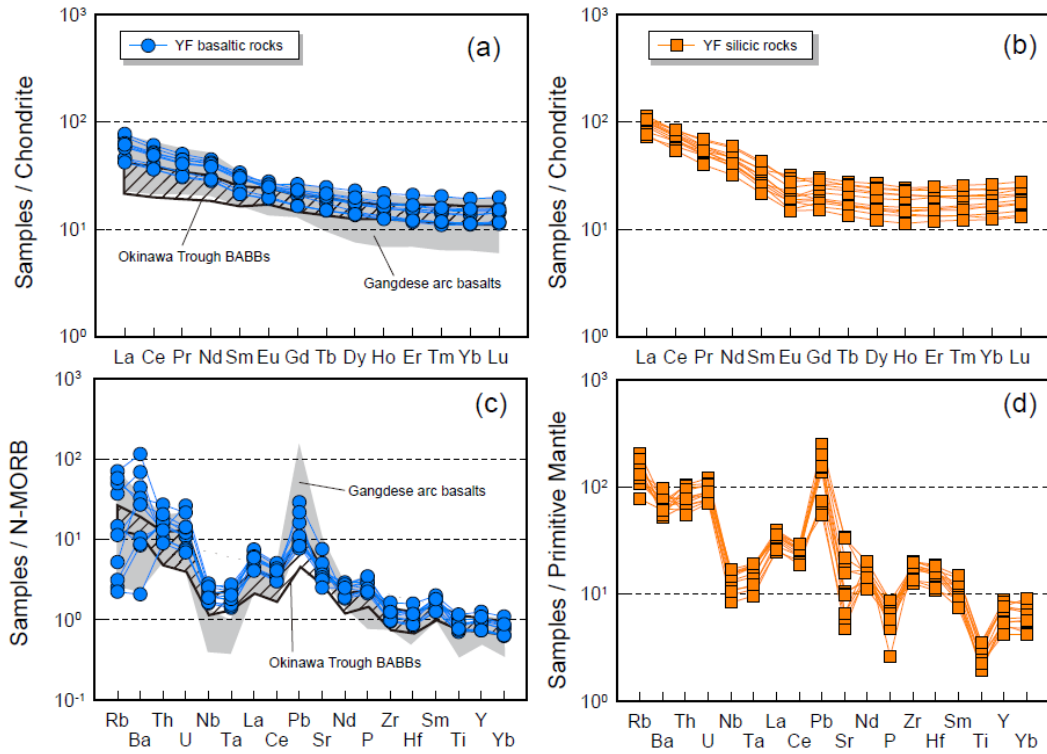 10³
10²
10¹
10⁰
Samples / Chondrite
YF basaltic rocks
(a)
Okinawa Trough BABBs
Gangdese arc basalts
La Ce Pr Nd Sm Eu Gd Tb Dy Ho Er Tm Yb Lu
10³
10²
10¹
10⁰
Samples / Chondrite
YF silicic rocks
(b)
La Ce Pr Nd Sm Eu Gd Tb Dy Ho Er Tm Yb Lu
10³
10²
10¹
10⁰
10⁻¹
Samples / N-MORB
(c)
Gangdese arc basalts
Okinawa Trough BABBs
Rb Th Nb La Pb Nd Zr Sm Y
Ba U Ta Ce Sr P Hf Ti Yb
10³
10²
10¹
10⁰
Samples / Primitive Mantle
(d)
Rb Th Nb La Pb Nd Zr Sm Y
Ba U Ta Ce Sr P Hf Ti Yb